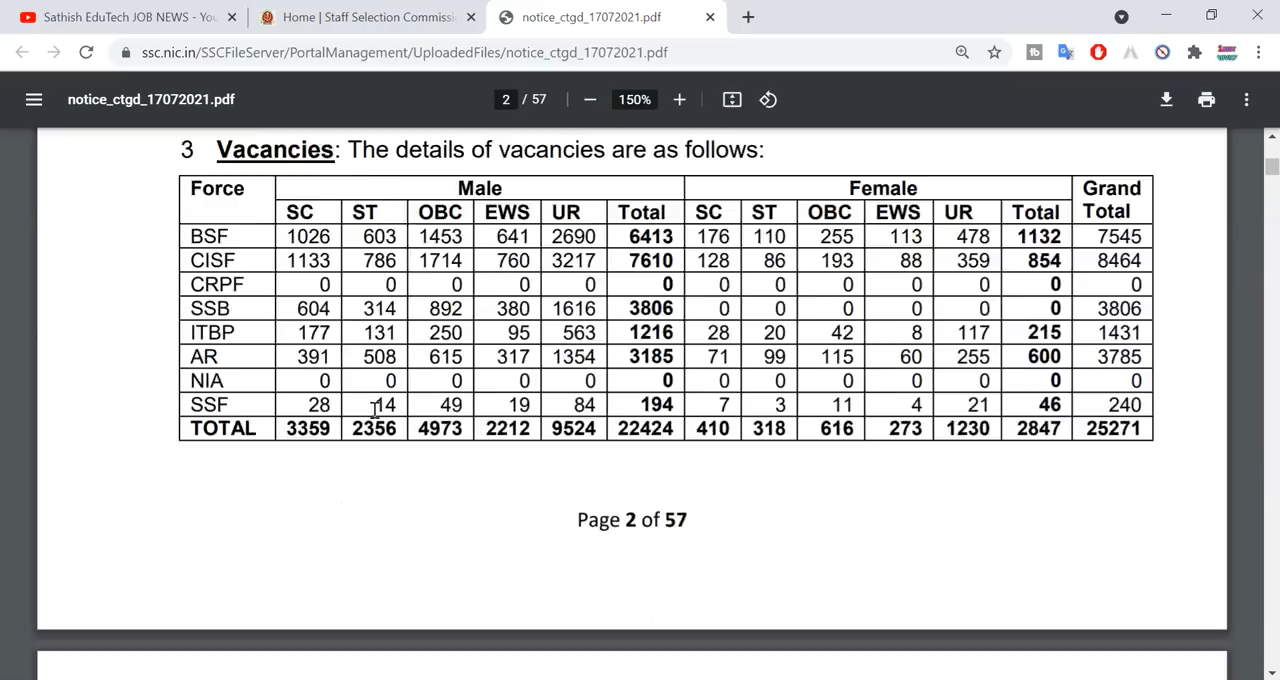 Sathish EduTech JOB NEWS - You
Home | Staff Selection Commissi
notice_ctgd_17072021.pdf
ssc.nic.in/SSCFileServer/PortalManagement/UploadedFiles/notice_ctgd_17072021.pdf
notice_ctgd_17072021.pdf 2 / 57 150%
3 Vacancies: The details of vacancies are as follows:
Force Male Female Grand Total
SC ST OBC EWS UR Total SC ST OBC EWS UR Total
BSF 1026 603 1453 641 2690 6413 176 110 255 113 478 1132 7545
CISF 1133 786 1714 760 3217 7610 128 86 193 88 359 854 8464
CRPF 0 0 0 0 0 0 0 0 0 0 0 0 0
SSB 604 314 892 380 1616 3806 0 0 0 0 0 0 3806
ITBP 177 131 250 95 563 1216 28 20 42 8 117 215 1431
AR 391 508 615 317 1354 3185 71 99 115 60 255 600 3785
NIA 0 0 0 0 0 0 0 0 0 0 0 0 0
SSF 28 14 49 19 84 194 7 3 11 4 21 46 240
TOTAL 3359 2356 4973 2212 9524 22424 410 318 616 273 1230 2847 25271
Page 2 of 57